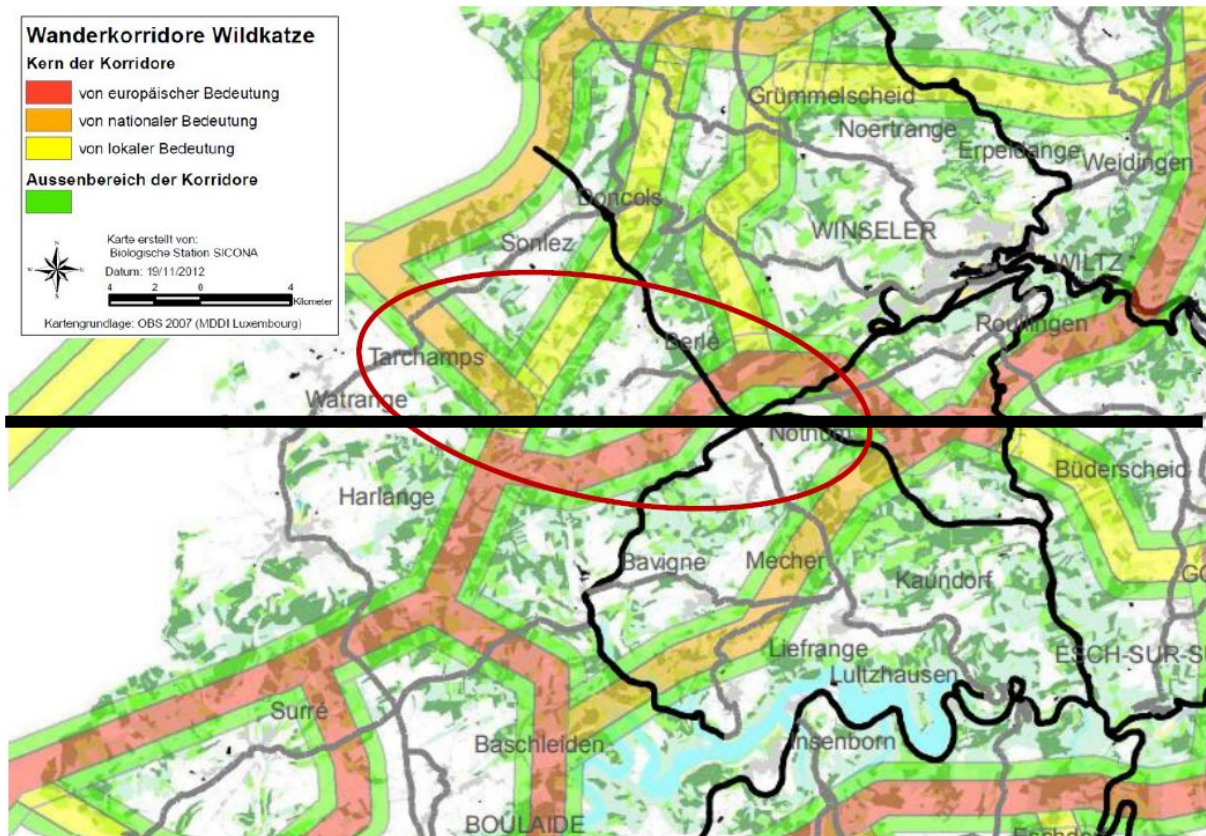 Wanderkorridore Wildkatze
Kern der Korridore
von europäischer Bedeutung
von nationaler Bedeutung
von lokaler Bedeutung
Aussenbereich der Korridore
N
W
E
S
Karte erstellt von:
Biologische Station SICONA
Datum: 19/11/2012
4 2 0 4
Kilometer
Kartengrundlage: OBS 2007 (MDDI Luxembourg)
Grümmelscheid
Noertrange
Erpeldange
Weidingen
Doncols
Sonlez
WINSELER
WILTZ
Roullingen
Berlé
Tarchamps
Watrange
Nothum
Büderscheid
Harlange
Bavigne
Mecher
Kaundorf
GO
Liefrange
ESCH-SUR-S
Lultzhausen
Surré
Baschleiden
Insenborn
BOULAIDE